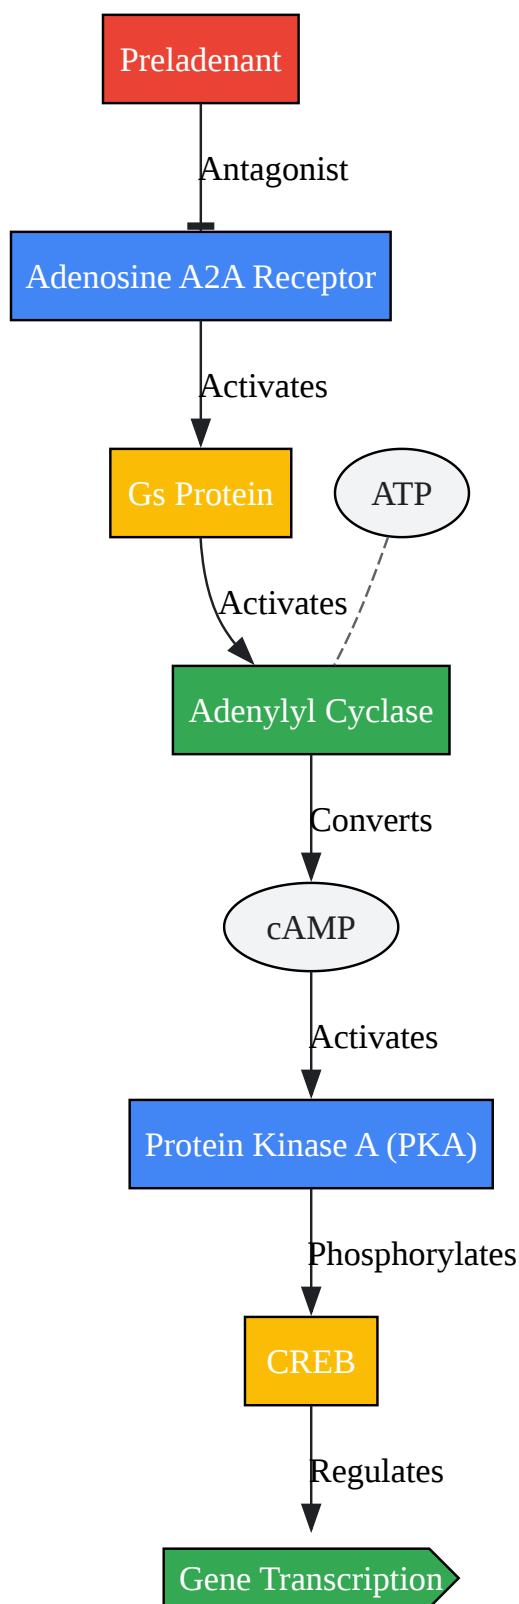 Preladenant
Antagonist
Adenosine A2A Receptor
Activates
Gs Protein
ATP
Activates
Adenylyl Cyclase
Converts
cAMP
Activates
Protein Kinase A (PKA)
Phosphorylates
CREB
Regulates
Gene Transcription